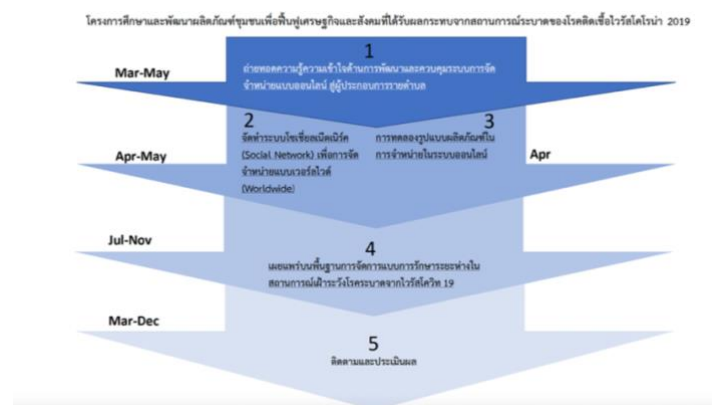 โครงการศึกษาและพัฒนาผลิตภัณฑ์ชุมชนเพื่อฟื้นฟูเศรษฐกิจและสังคมที่ได้รับผลกระทบจากสถานการณ์ระบาดของโรคติดเชื้อไวรัสโคโรน่า 2019
1
Mar-May
ถ่ายทอดความรู้ความเข้าใจด้านการพัฒนาและควบคุมระบบการจัด
จำหน่ายแบบออนไลน์ สู่ผู้ประกอบการรายตำบล
2
3
Apr-May
จัดทำระบบโซเชียลเน็ตเวิร์ค
(Social Network) เพื่อการจัด
จำหน่ายแบบเวอร์ลไวด์
(Worldwide)
การทดลองรูปแบบผลิตภัณฑ์ใน
การจำหน่ายในระบบออนไลน์
Apr
Jul-Nov
4
เผยแพร่บนพื้นฐานการจัดการแบบการรักษาระยะห่างใน
สถานการณ์เฝ้าระวังโรคระบาดจากไวรัสโควิท 19
Mar-Dec
5
ติดตามและประเมินผล